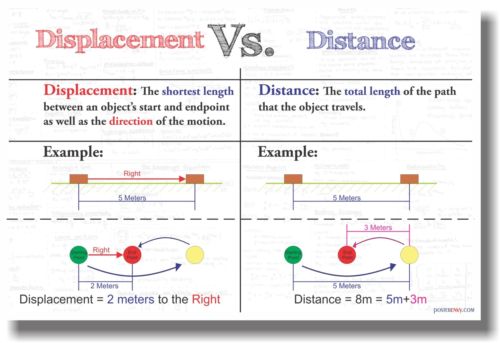 Displacement Vs. Distance
Displacement: The shortest length
between an object's start and endpoint
as well as the direction of the motion.
Distance: The total length of the path
that the object travels.
Example:
Right
5 Meters
Example:
5 Meters
Right
2 Meters
Displacement = 2 meters to the Right
3 Meters
5 Meters
Distance = 8m = 5m+3m
POSTERENVY.COM